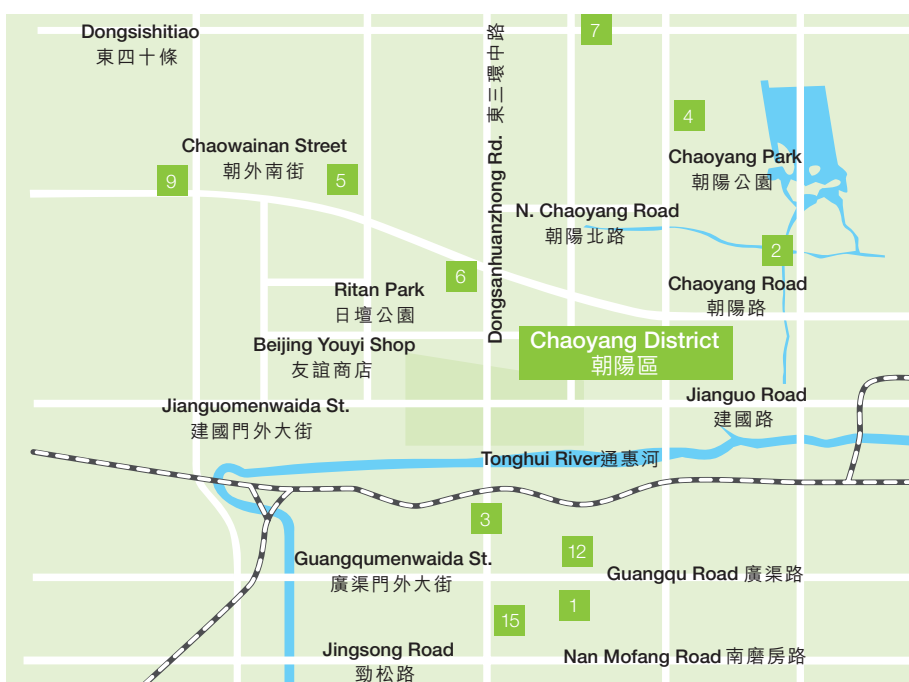 Dongsishitiao
東四十條
7
Dongsanhuanzhong Rd. 東三環中路
4
Chaowainan Street
朝外南街
Chaoyang Park
朝陽公園
9
5
N. Chaoyang Road
朝陽北路
2
6
Ritan Park
日壇公園
Chaoyang Road
朝陽路
Beijing Youyi Shop
友誼商店
Chaoyang District
朝陽區
Jianguomenwaida St.
建國門外大街
Jianguo Road
建國路
Tonghui River通惠河
3
12
Guangqumenwaida St.
廣渠門外大街
Guangqu Road 廣渠路
1
15
Jingsong Road
勁松路
Nan Mofang Road 南磨房路